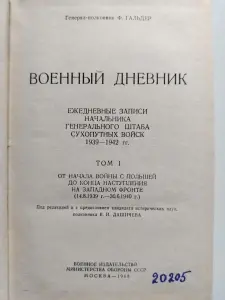 Генерал-полковник Ф. ГАЛЬДЕР
ВОЕННЫЙ ДНЕВНИК
ЕЖЕДНЕВНЫЕ ЗАПИСИ
НАЧАЛЬНИКА
ГЕНЕРАЛЬНОГО ШТАБА
СУХОПУТНЫХ ВОЙСК
1939—1942 гг.
ТОМ I
ОТ НАЧАЛА ВОЙНЫ С ПОЛЬШЕЙ
ДО КОНЦА НАСТУПЛЕНИЯ
НА ЗАПАДНОМ ФРОНТЕ
(14.8.1939 г.—30.6.1940 г.)
Под редакцией и с предисловием кандидата исторических наук
полковника В. И. ДАШИЧЕВА
ВОЕННОЕ ИЗДАТЕЛЬСТВО
МИНИСТЕРСТВА ОБОРОНЫ СССР
МОСКВА—1968
20205